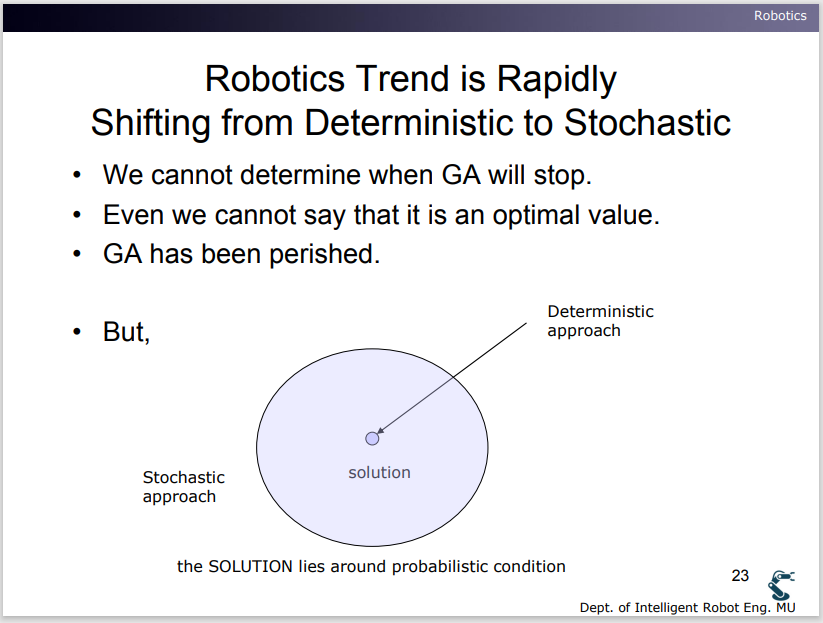 Robotics
Robotics Trend is Rapidly
Shifting from Deterministic to Stochastic
• We cannot determine when GA will stop.
• Even we cannot say that it is an optimal value.
• GA has been perished.
• But,
Deterministic
approach
solution
Stochastic
approach
the SOLUTION lies around probabilistic condition
23
Dept. of Intelligent Robot Eng. MU